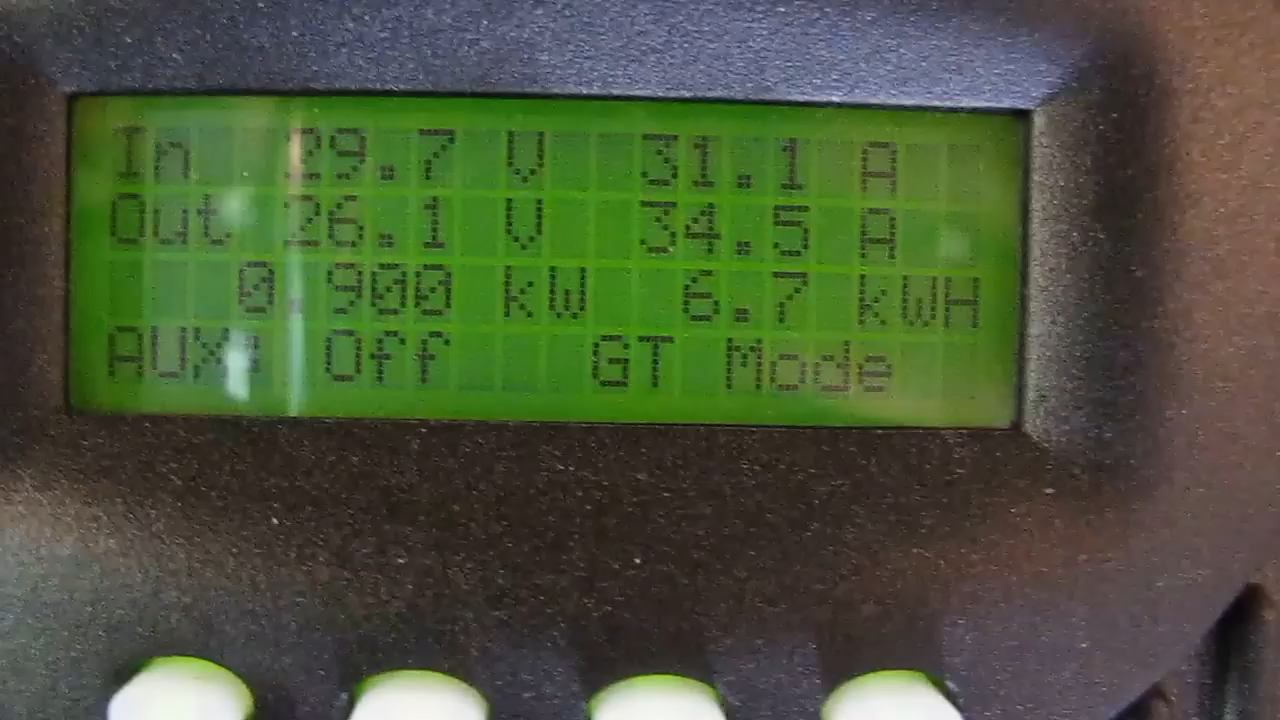 In 29.7 V 31.1 A
Out 26.1 V 34.5 A
0.900 kW 6.7 kWH
AUX: Off GT Mode